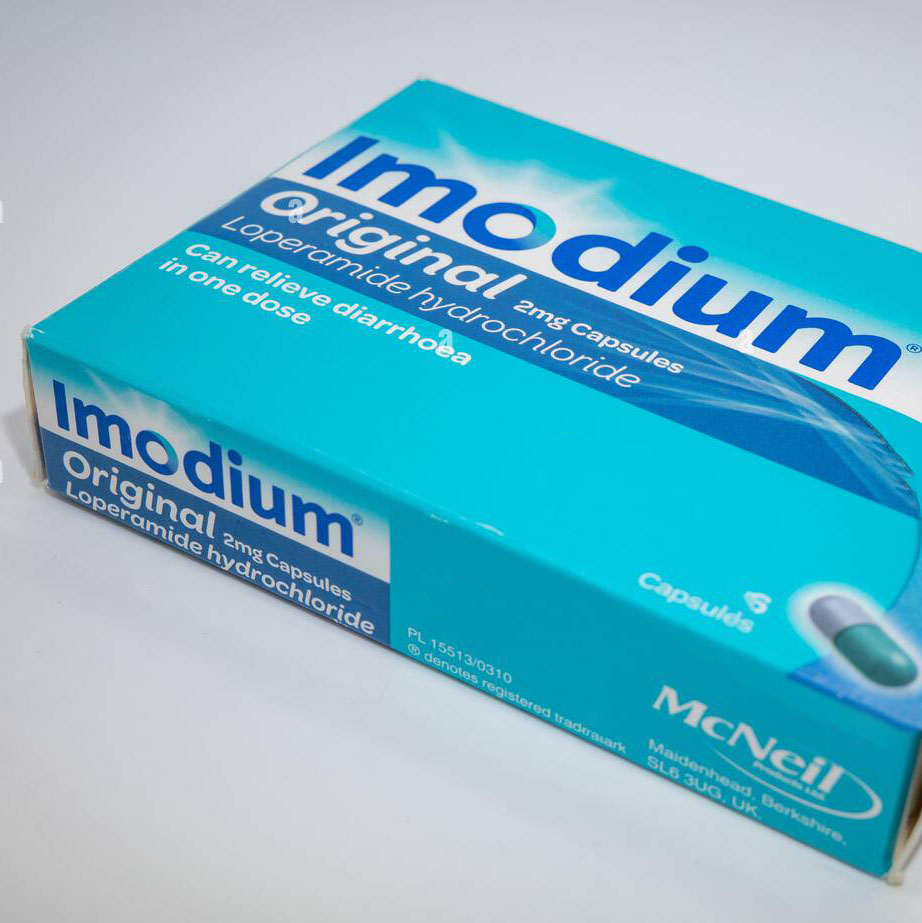 Imodium®
Original 2mg Capsules
Loperamide hydrochloride
Can relieve diarrhoea
in one dose
6
Capsules
Imodium®
Original 2mg Capsules
Loperamide hydrochloride
PL 15513/0310
® denotes registered trademark
McNeil
Products Ltd
Maidenhead, Berkshire,
SL6 3UG, UK.